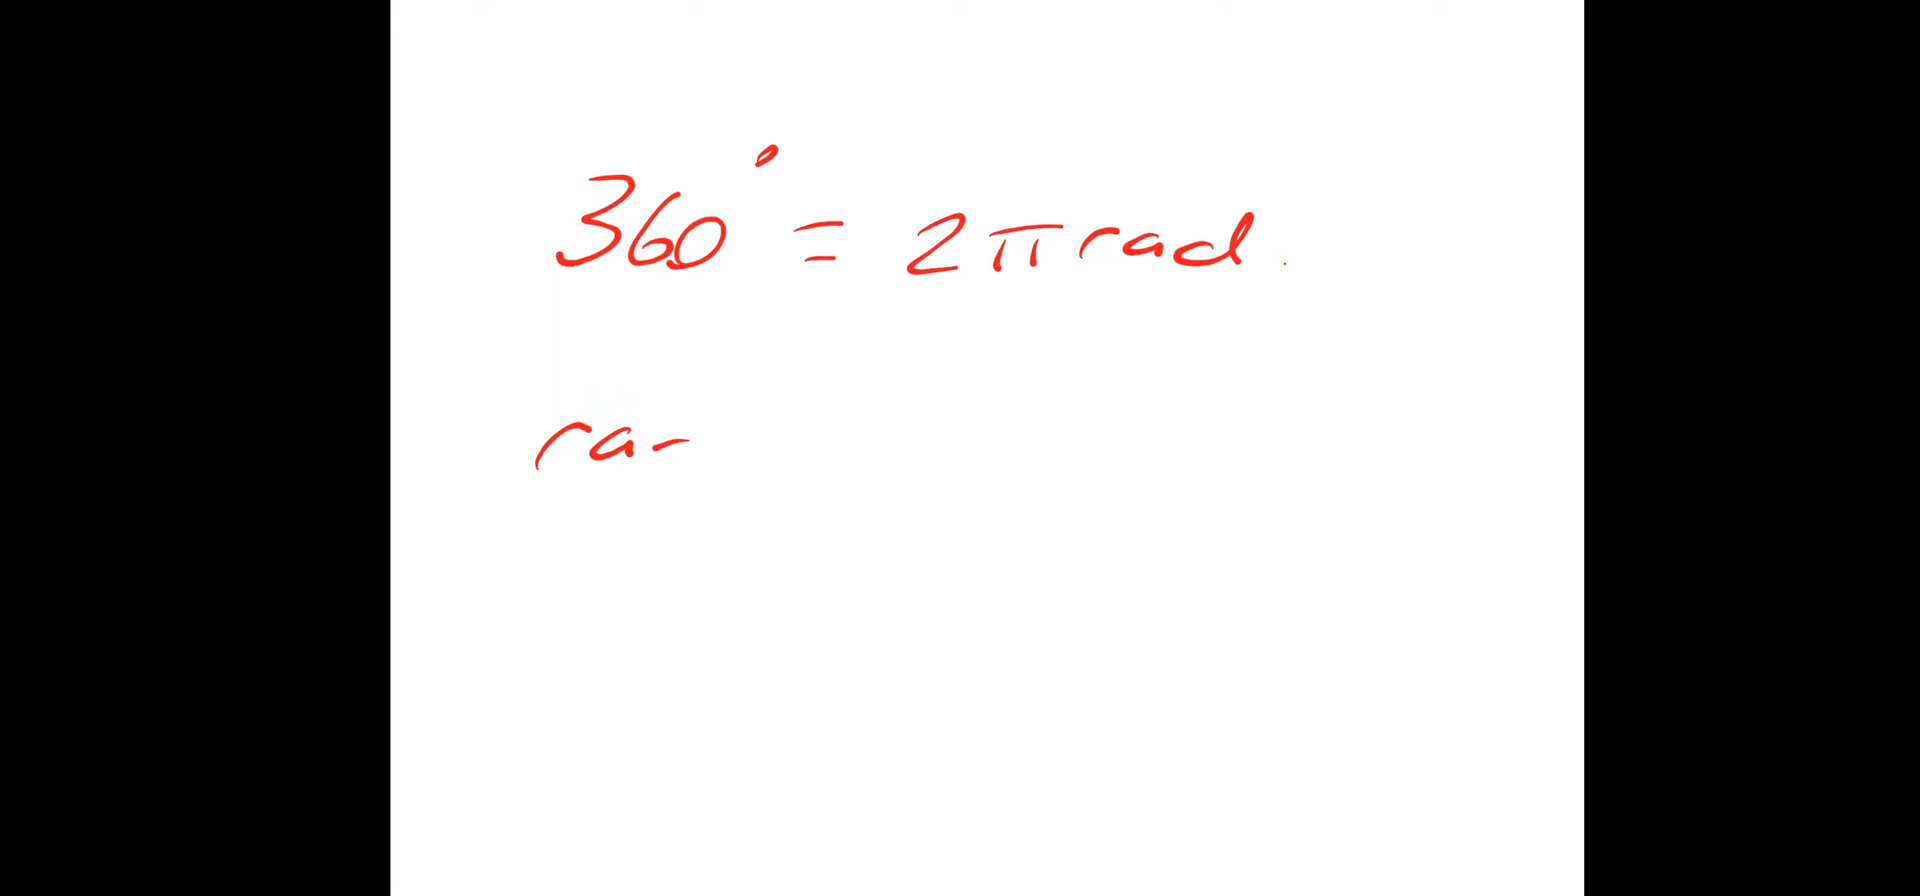 360° = 2π rad.
ra-